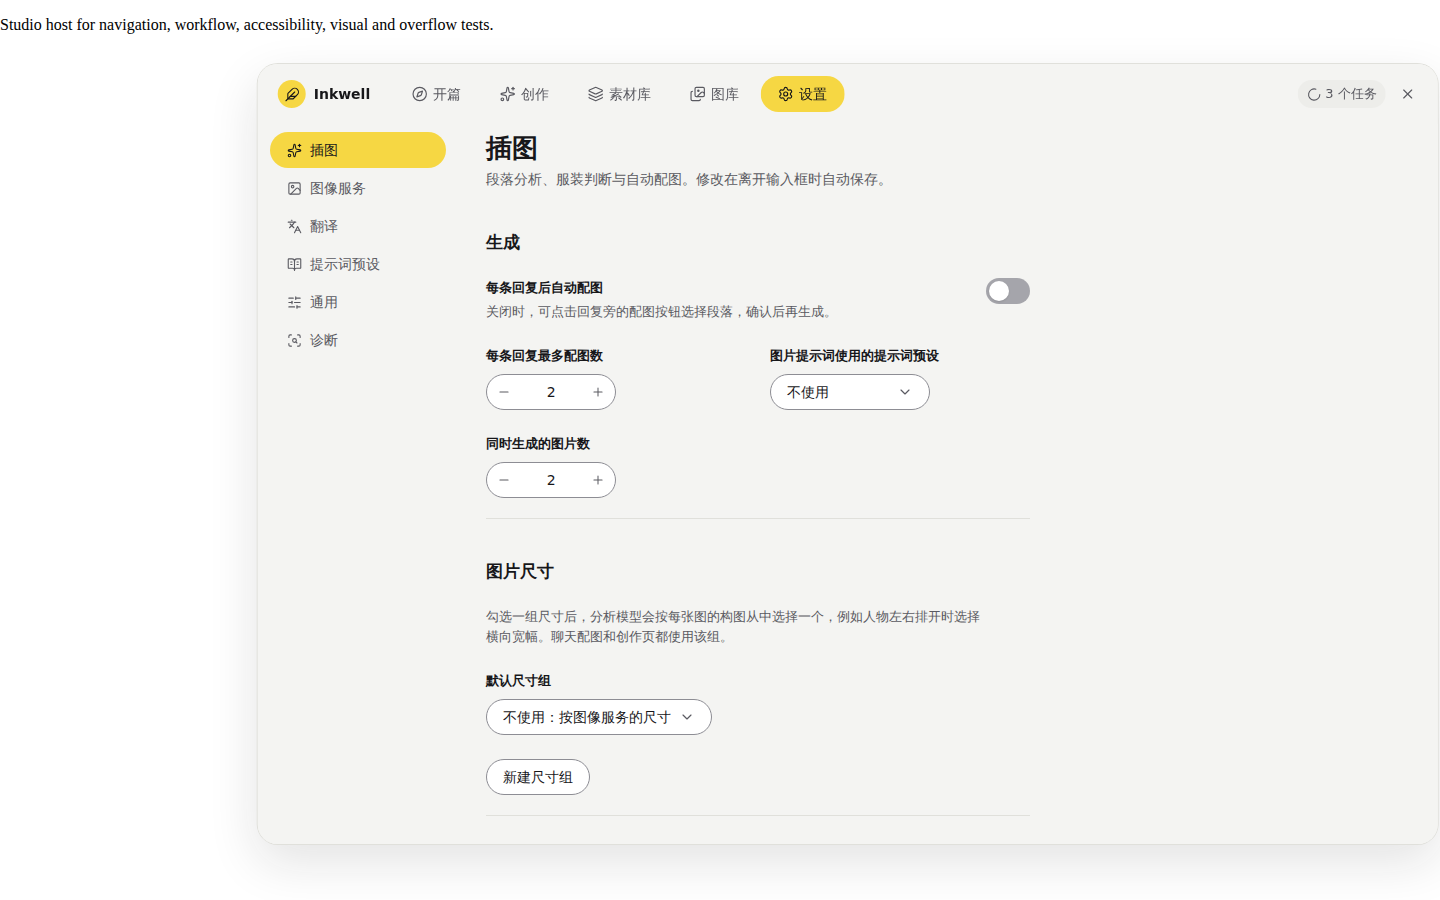 Studio host for navigation, workflow, accessibility, visual and overflow tests.
Inkwell
开篇
创作
素材库
图库
设置
3 个任务
插图
图像服务
翻译
提示词预设
通用
诊断
插图
段落分析、服装判断与自动配图。修改在离开输入框时自动保存。
生成
每条回复后自动配图
关闭时，可点击回复旁的配图按钮选择段落，确认后再生成。
每条回复最多配图数
2
图片提示词使用的提示词预设
不使用
同时生成的图片数
2
图片尺寸
勾选一组尺寸后，分析模型会按每张图的构图从中选择一个，例如人物左右排开时选择
横向宽幅。聊天配图和创作页都使用该组。
默认尺寸组
不使用：按图像服务的尺寸
新建尺寸组